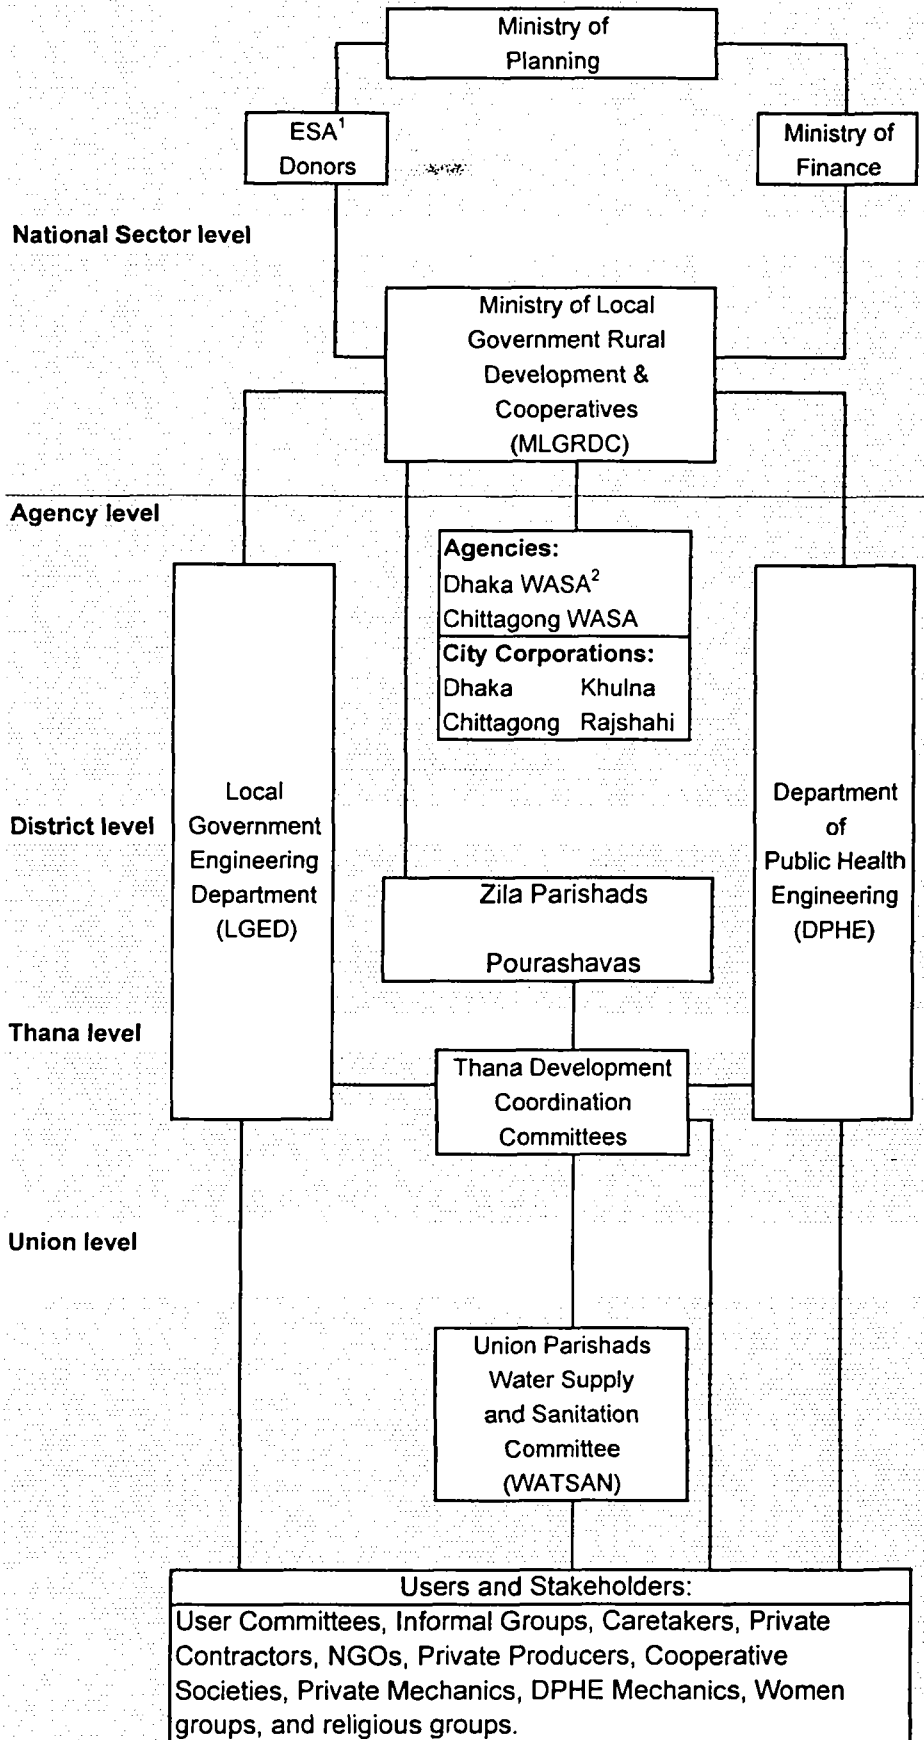 Ministry of
Planning
ESA¹
Donors
Ministry of
Finance
National Sector level
Ministry of Local
Government Rural
Development &
Cooperatives
(MLGRDC)
Agency level
Agencies:
Dhaka WASA²
Chittagong WASA
City Corporations:
Dhaka Khulna
Chittagong Rajshahi
Local
Government
Engineering
Department
(LGED)
District level
Department
of
Public Health
Engineering
(DPHE)
Zila Parishads
Pourashavas
Thana level
Thana Development
Coordination
Committees
Union level
Union Parishads
Water Supply
and Sanitation
Committee
(WATSAN)
Users and Stakeholders:
User Committees, Informal Groups, Caretakers, Private
Contractors, NGOs, Private Producers, Cooperative
Societies, Private Mechanics, DPHE Mechanics, Women
groups, and religious groups.